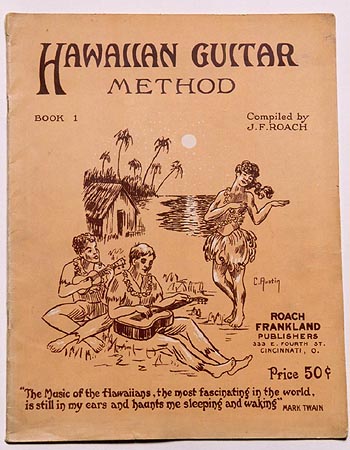 HAWAIIAN GUITAR
METHOD
BOOK 1
Compiled by
J.F. ROACH
C. Austin
ROACH
FRANKLAND
PUBLISHERS
333 E. FOURTH ST.
CINCINNATI, O.
Price 50¢
"The Music of the Hawaiians, the most fascinating in the world,
is still in my ears and haunts me sleeping and waking" MARK TWAIN